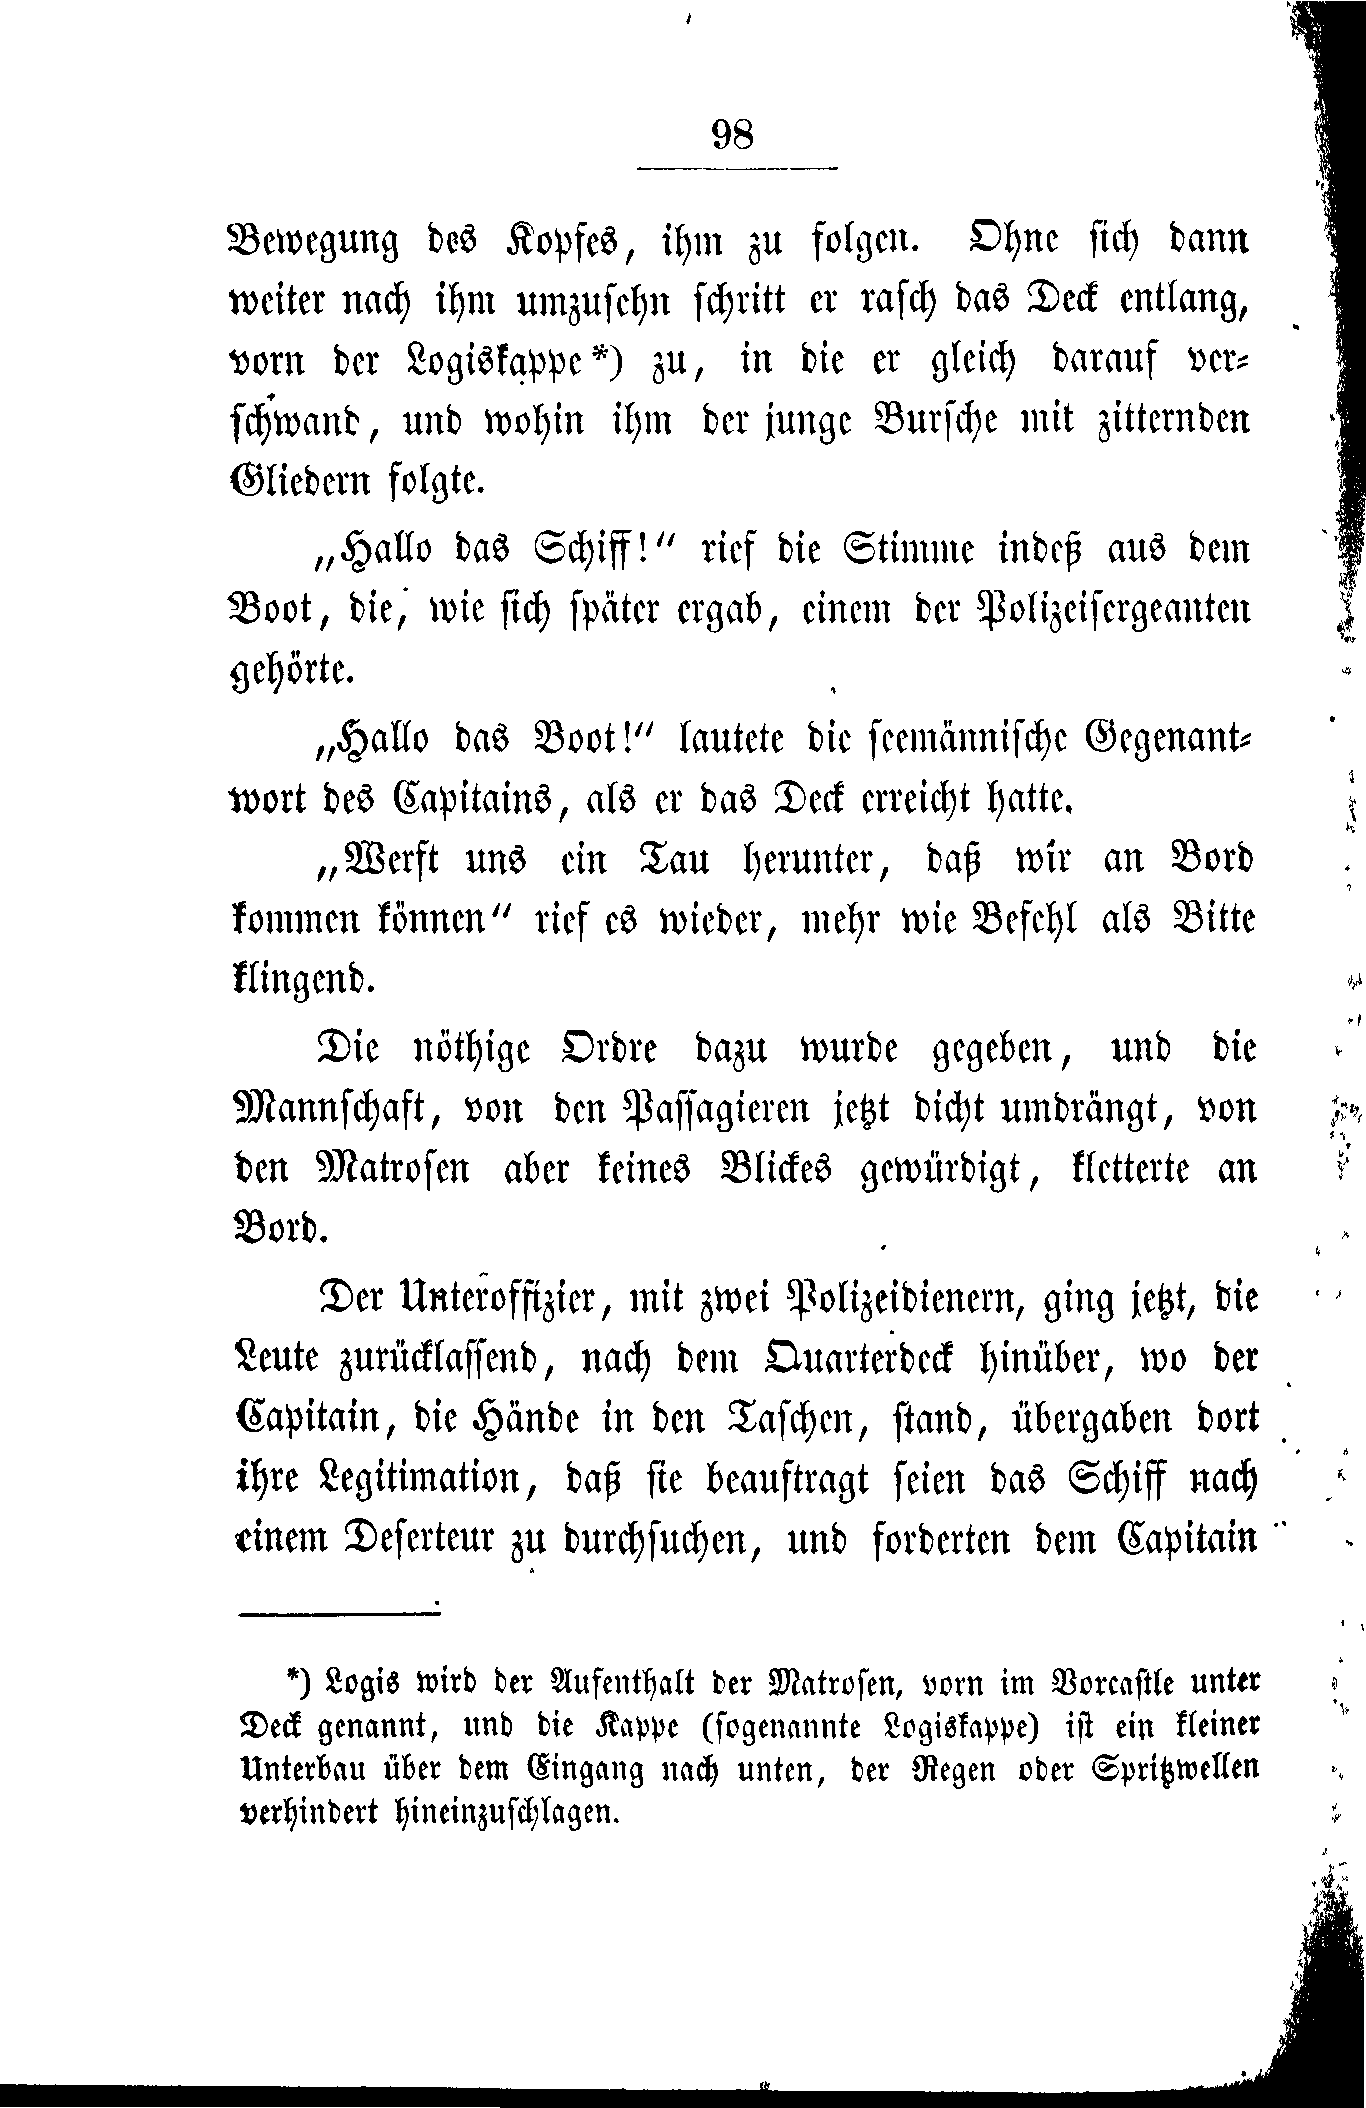 98
Bewegung des Kopfes, ihm zu folgen. Ohne sich dann
weiter nach ihm umzusehn schritt er rasch das Deck entlang,
vorn der Logiskappe*) zu, in die er gleich darauf ver-
schwand, und wohin ihm der junge Bursche mit zitternden
Gliedern folgte.
„Hallo das Schiff!“ rief die Stimme indeß aus dem
Boot, die, wie sich später ergab, einem der Polizeisergeanten
gehörte.
„Hallo das Boot!“ lautete die seemännische Gegenant-
wort des Capitains, als er das Deck erreicht hatte.
„Werft uns ein Tau herunter, daß wir an Bord
kommen können“ rief es wieder, mehr wie Befehl als Bitte
klingend.
Die nöthige Ordre dazu wurde gegeben, und die
Mannschaft, von den Passagieren jetzt dicht umdrängt, von
den Matrosen aber keines Blickes gewürdigt, kletterte an
Bord.
Der Unteroffizier, mit zwei Polizeidienern, ging jetzt, die
Leute zurücklassend, nach dem Quarterdeck hinüber, wo der
Capitain, die Hände in den Taschen, stand, übergaben dort
ihre Legitimation, daß sie beauftragt seien das Schiff nach
einem Deserteur zu durchsuchen, und forderten dem Capitain
*) Logis wird der Aufenthalt der Matrosen, vorn im Vorcastle unter
Deck genannt, und die Kappe (sogenannte Logiskappe) ist ein kleiner
Unterbau über dem Eingang nach unten, der Regen oder Spritzwellen
verhindert hineinzuschlagen.